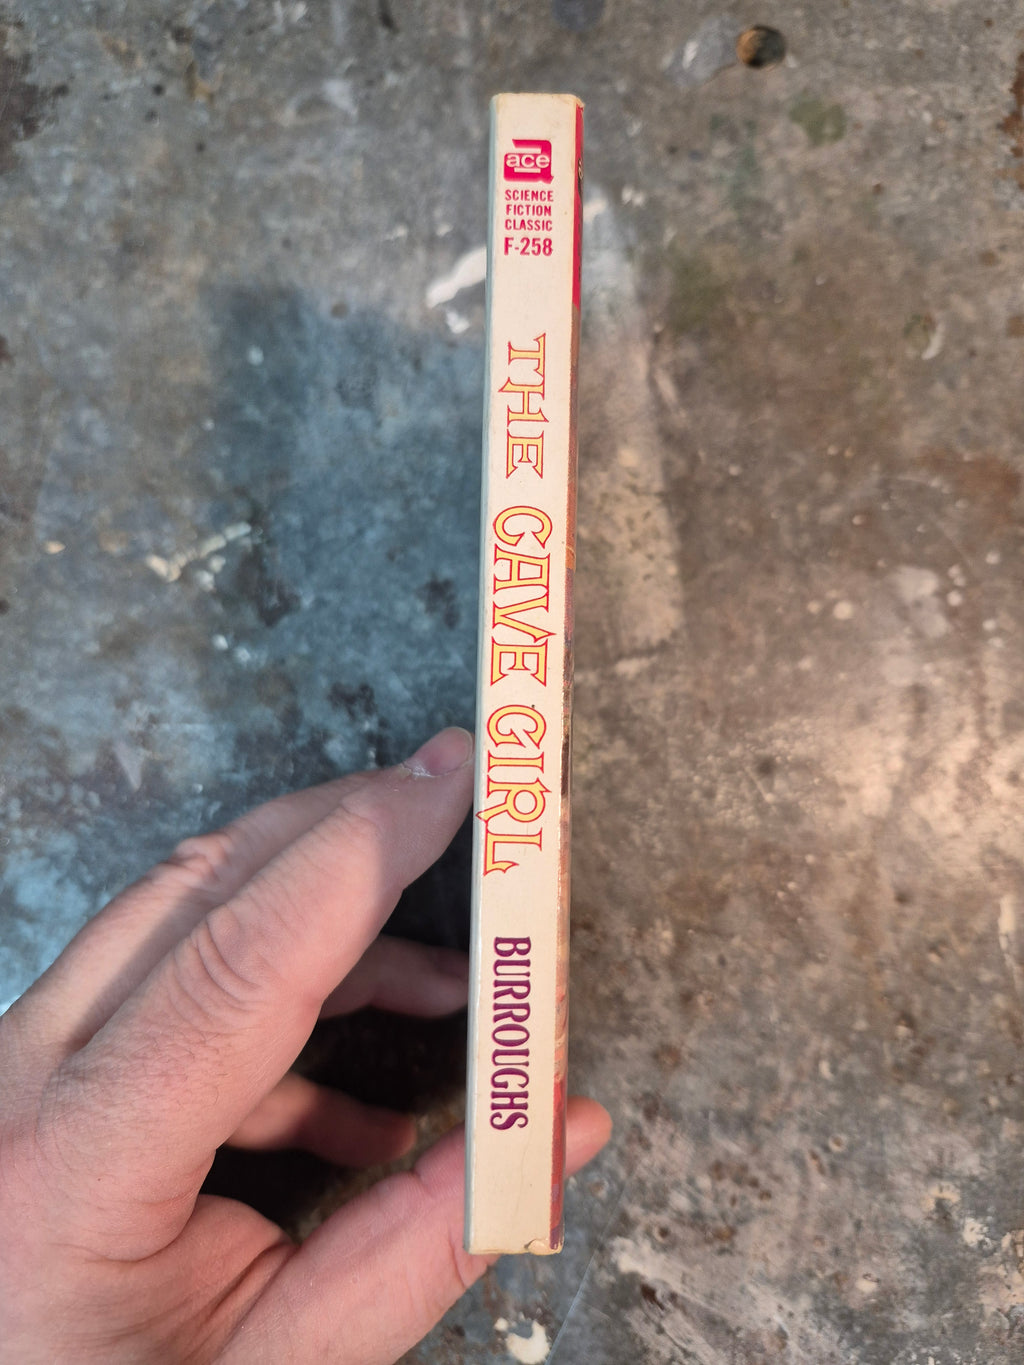 ace
SCIENCE
FICTION
CLASSIC
F-258
THE CAVE GIRL
BURROUGHS